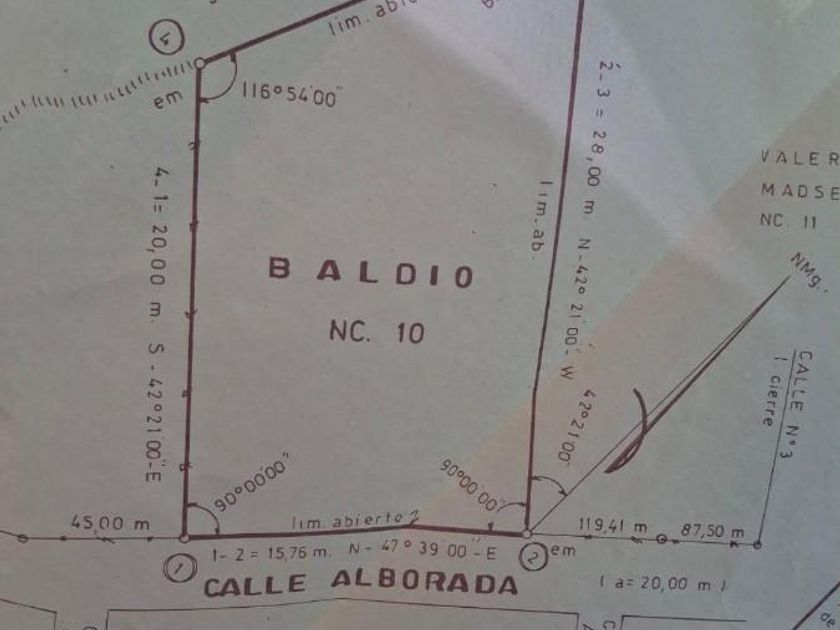 4
lim. abierto
em
116°54'00"
2-3 = 28,00 m N-42° 21'00"-W
VALER
MADSE
NC. 11
4-1= 20,00 m. S-42°21'00"-E
lim. ab.
BALDIO
NC. 10
NMg.
CALLE N°3
1 cierre
42°21'00"
90°00'00"
90°00'00"
45,00 m
lim. abierto
119,41 m
87,50 m
1
1-2 = 15,76 m. N-47° 39'00"-E
2
em
CALLE ALBORADA
( a= 20,00 m )
de